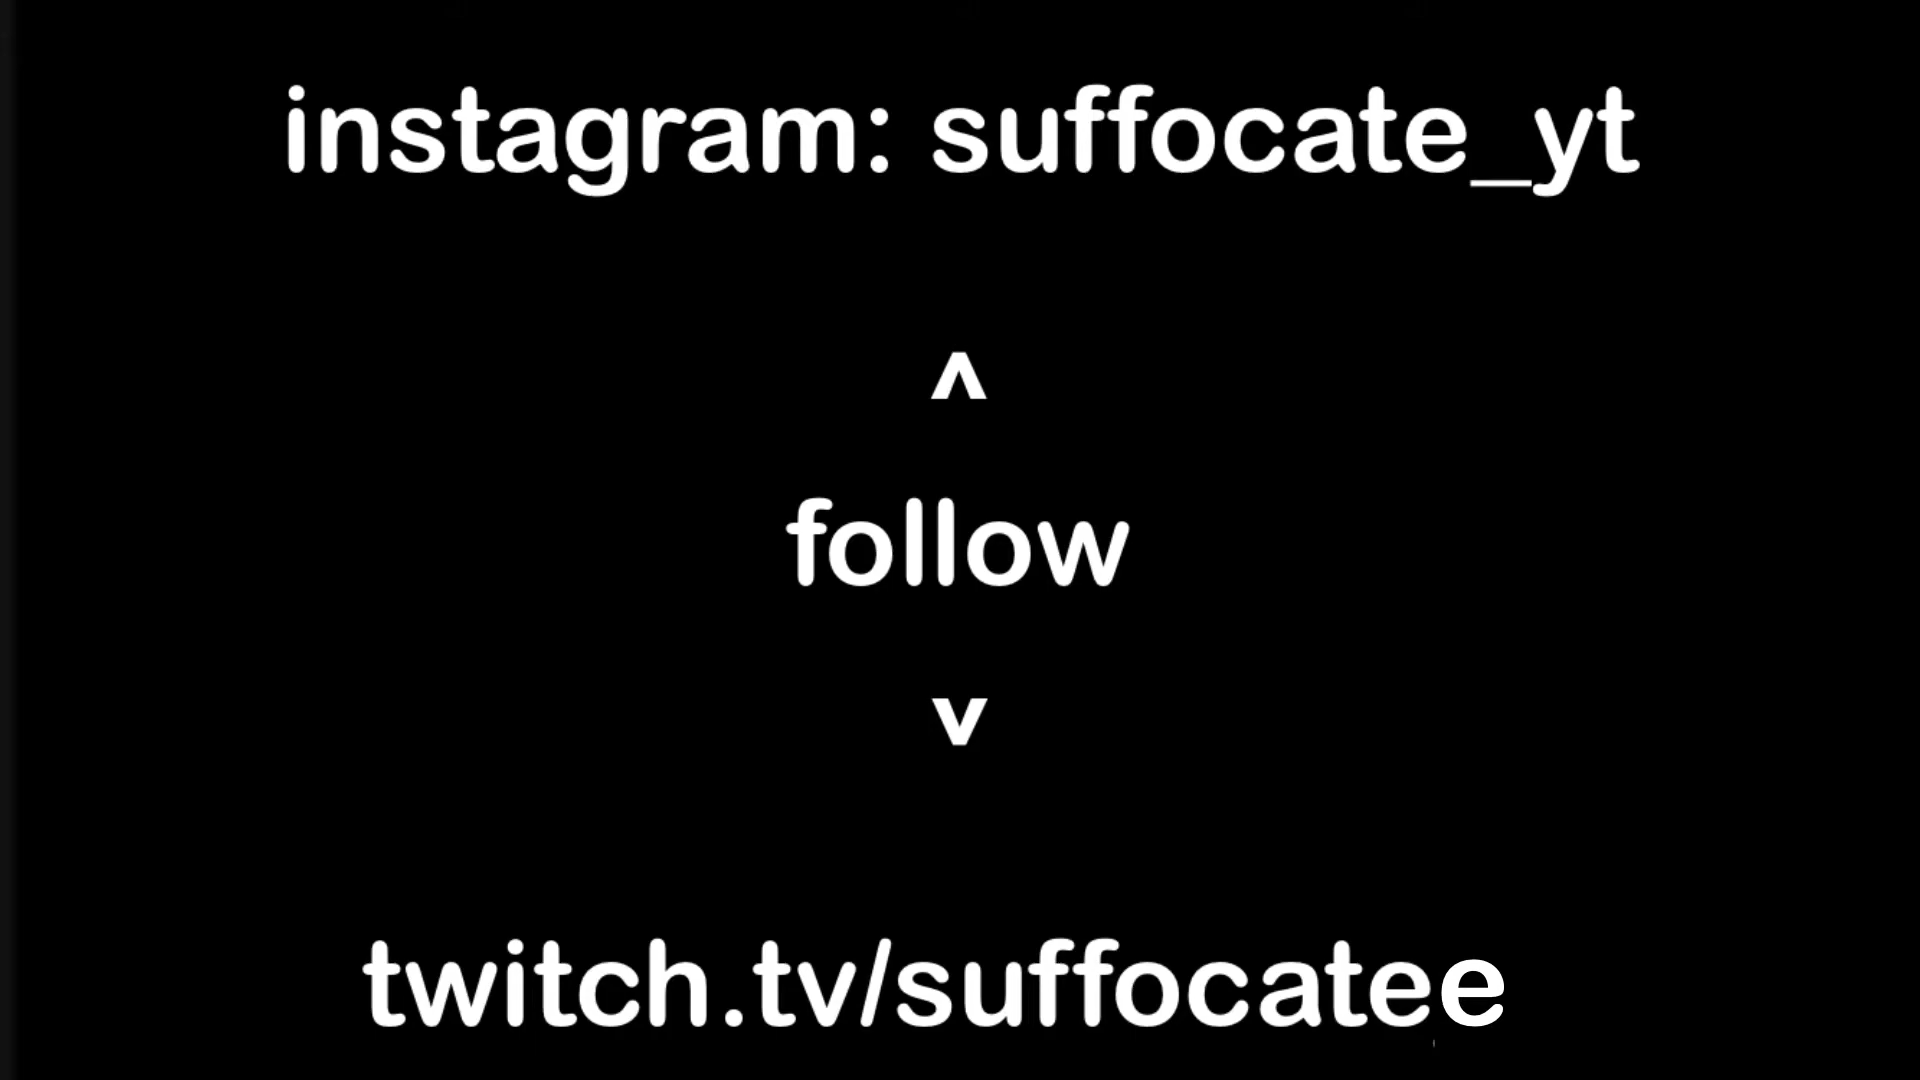 instagram: suffocate_yt
^
follow
v
twitch.tv/suffocatee